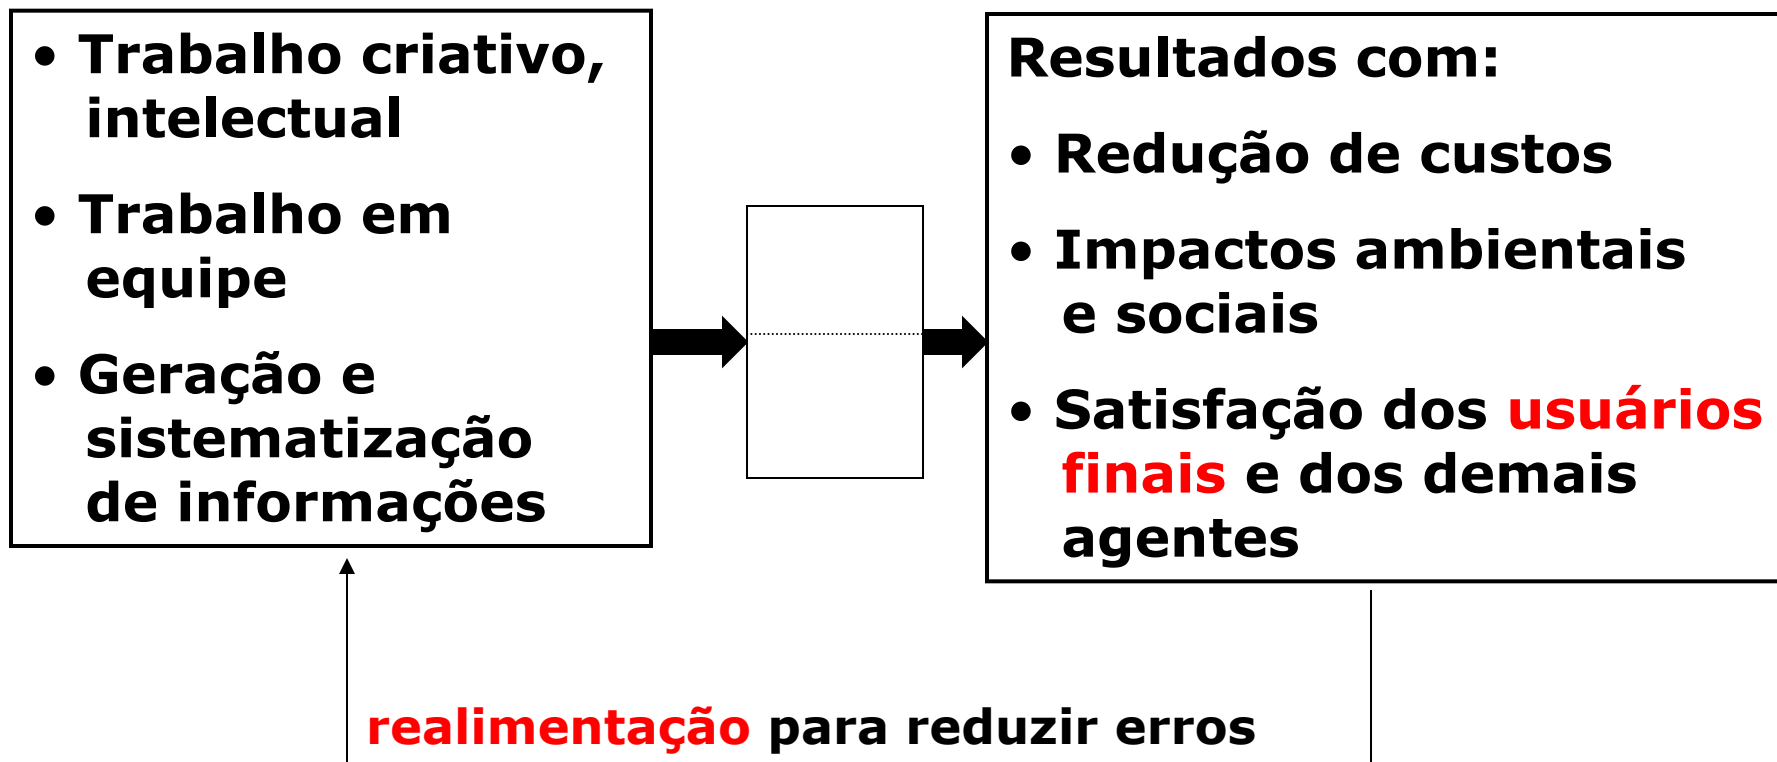 • Trabalho criativo,
intelectual
• Trabalho em
equipe
• Geração e
sistematização
de informações
Resultados com:
• Redução de custos
• Impactos ambientais
e sociais
• Satisfação dos usuários
finais e dos demais
agentes
realimentação para reduzir erros